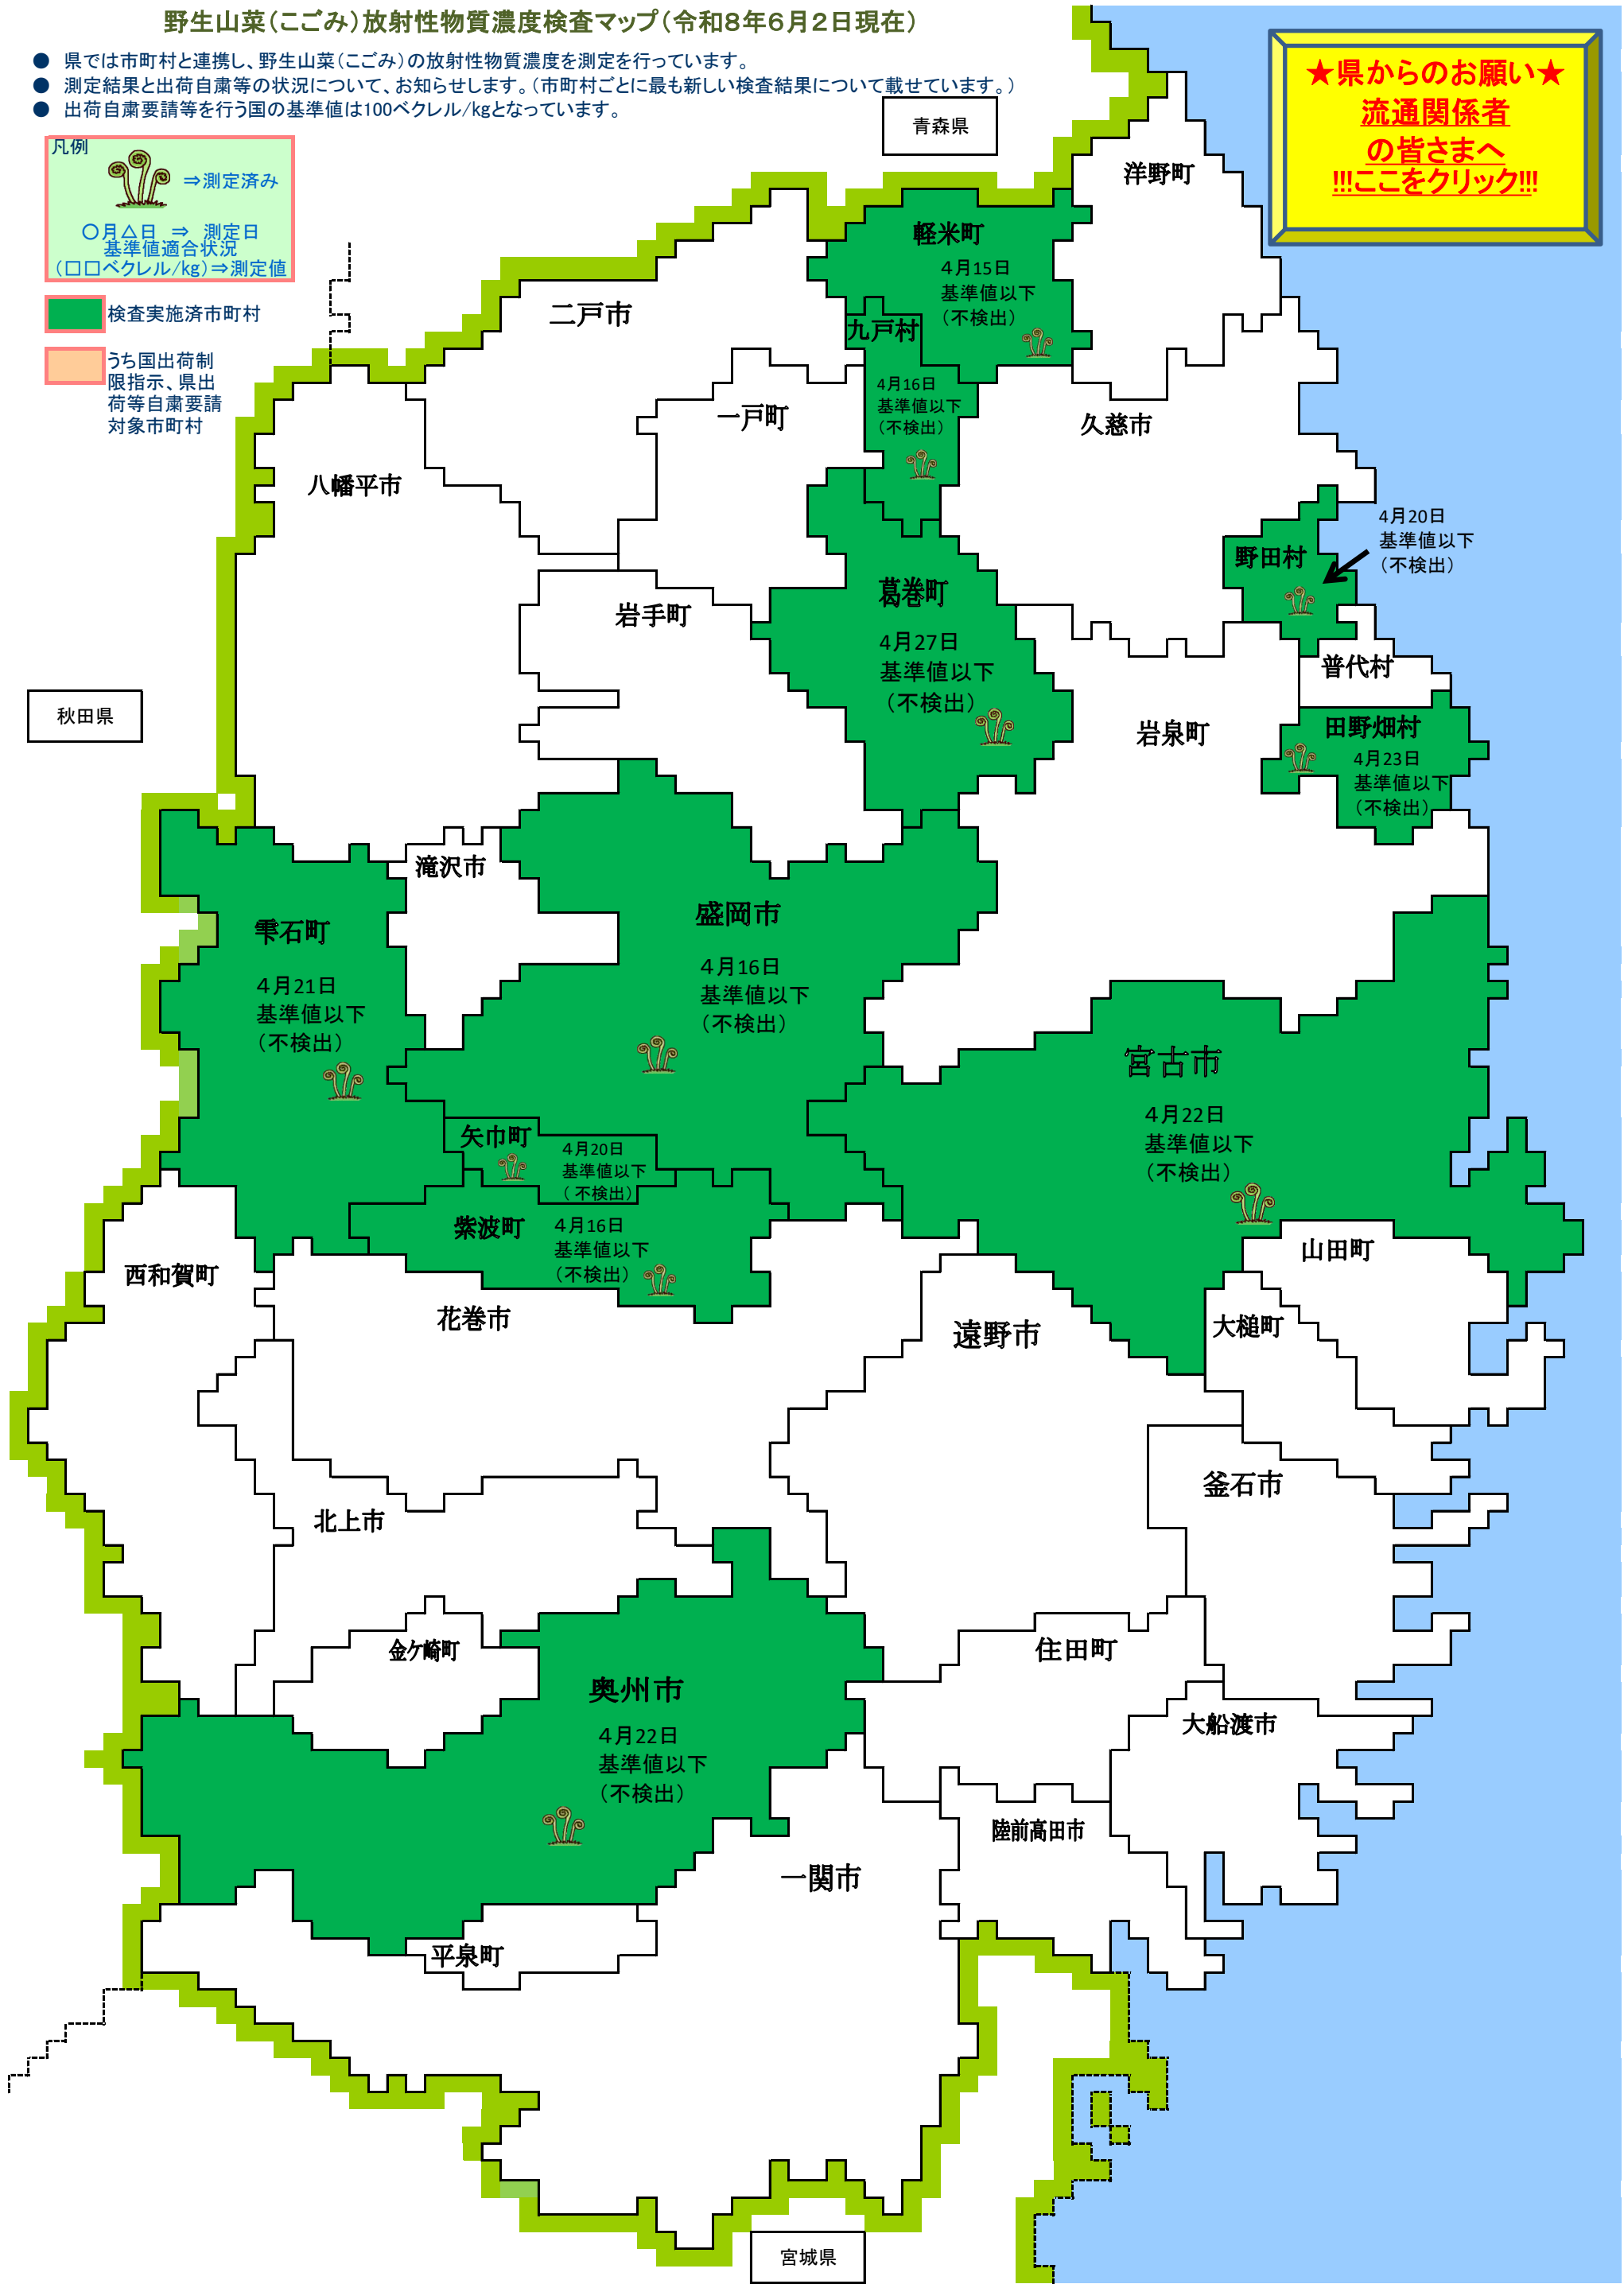 野生山菜（こごみ）放射性物質濃度検査マップ（令和８年６月２日現在）
● 県では市町村と連携し、野生山菜（こごみ）の放射性物質濃度を測定を行っています。
● 測定結果と出荷自粛等の状況について、お知らせします。（市町村ごとに最も新しい検査結果について載せています。）
● 出荷自粛要請等を行う国の基準値は100ベクレル/kgとなっています。
★県からのお願い★
流通関係者
の皆さまへ
!!!ここをクリック!!!
凡例
⇒測定済み
〇月△日 ⇒ 測定日
基準値適合状況
（□□ベクレル/kg）⇒測定値
検査実施済市町村
うち国出荷制
限指示、県出
荷等自粛要請
対象市町村
青森県
洋野町
軽米町
４月15日
基準値以下
（不検出）
二戸市
九戸村
4月16日
基準値以下
（不検出）
一戸町
久慈市
八幡平市
4月20日
基準値以下
（不検出）
野田村
葛巻町
4月27日
基準値以下
（不検出）
岩手町
普代村
秋田県
岩泉町
田野畑村
4月23日
基準値以下
（不検出）
滝沢市
盛岡市
４月16日
基準値以下
（不検出）
雫石町
４月21日
基準値以下
（不検出）
宮古市
4月22日
基準値以下
（不検出）
矢巾町
４月20日
基準値以下
（ 不検出）
紫波町
４月16日
基準値以下
（不検出）
山田町
西和賀町
花巻市
遠野市
大槌町
釜石市
北上市
金ケ崎町
住田町
奥州市
４月22日
基準値以下
（不検出）
大船渡市
陸前高田市
一関市
平泉町
宮城県